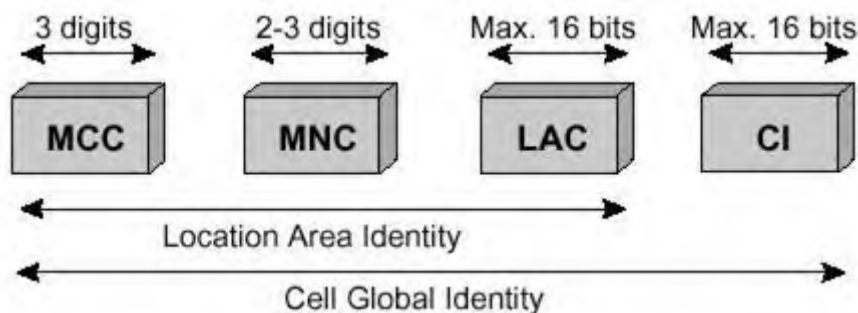 3 digits 2-3 digits Max. 16 bits Max. 16 bits
MCC MNC LAC CI
Location Area Identity
Cell Global Identity